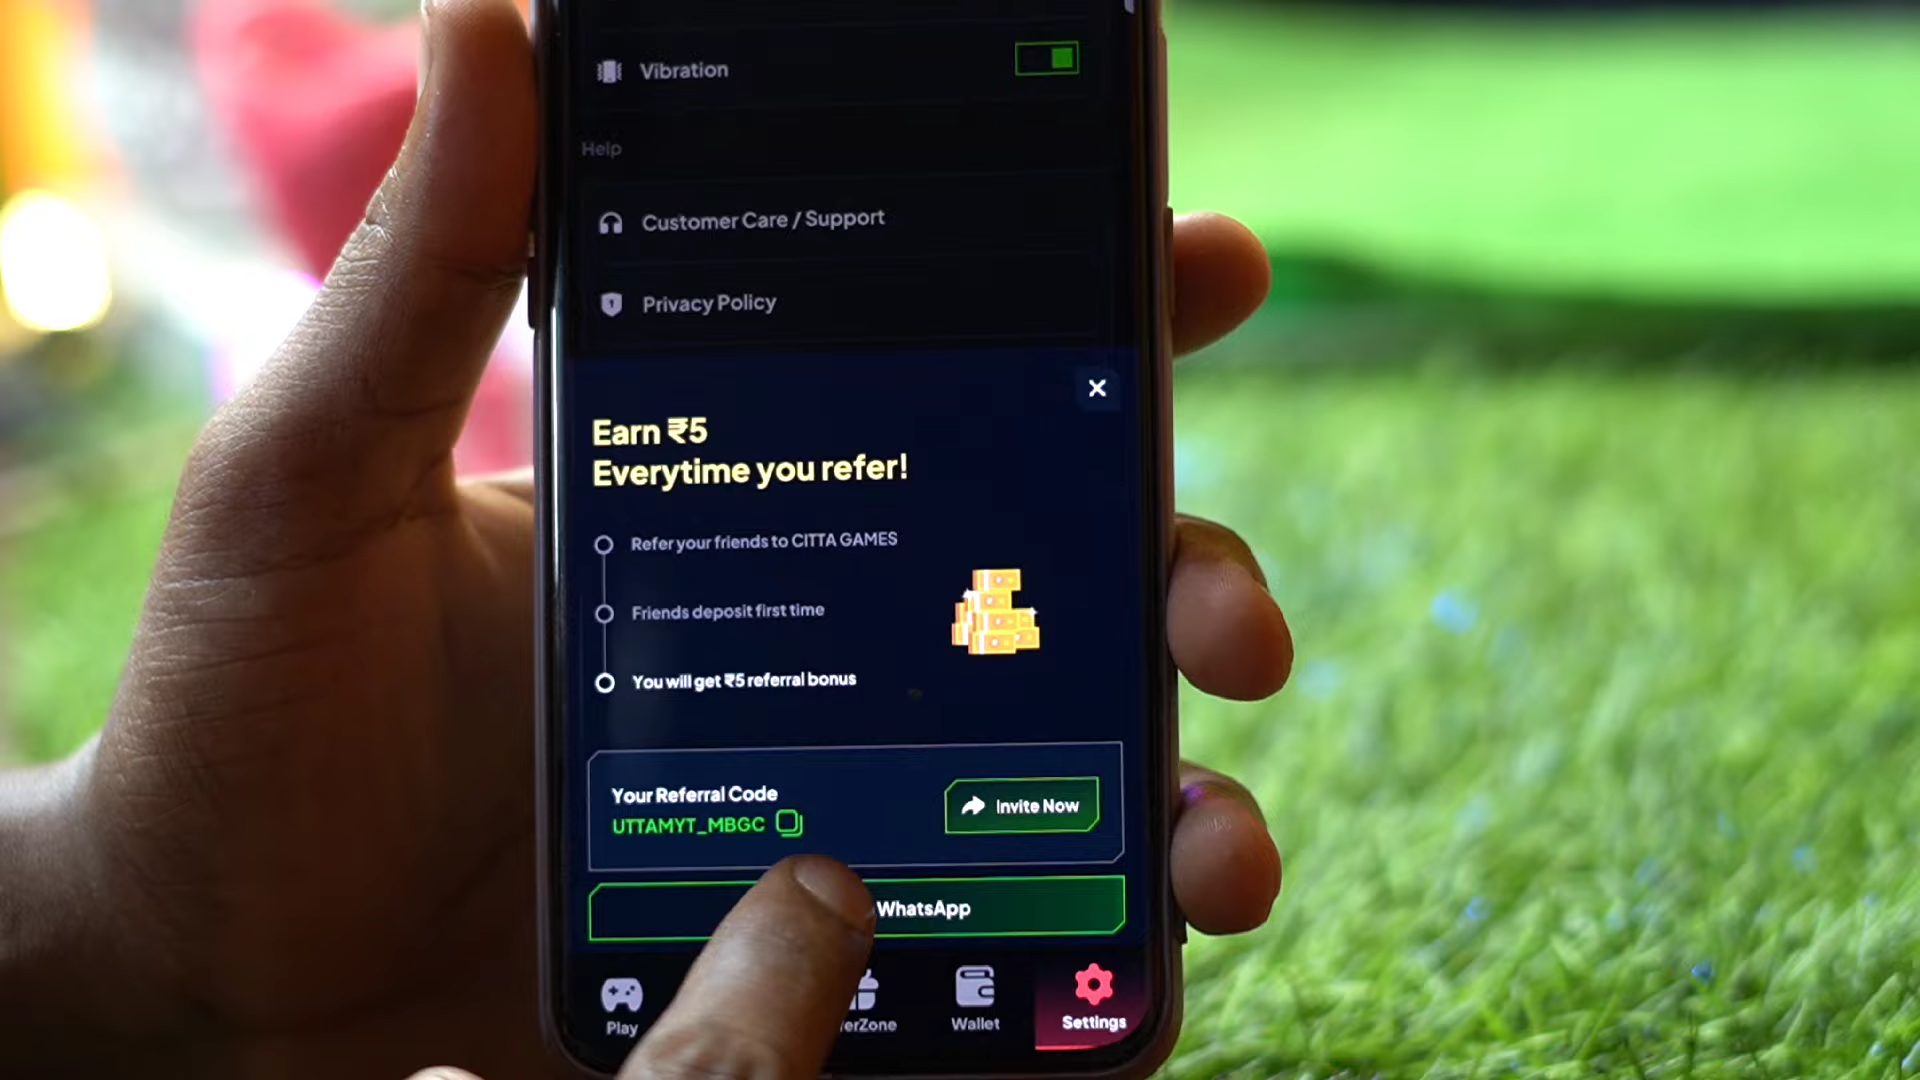 Vibration
Help
Customer Care / Support
Privacy Policy
Earn ₹5
Everytime you refer!
Refer your friends to CITTA GAMES
Friends deposit first time
You will get ₹5 referral bonus
Your Referral Code
UTTAMYT_MBGC
Invite Now
WhatsApp
Play
erZone
Wallet
Settings